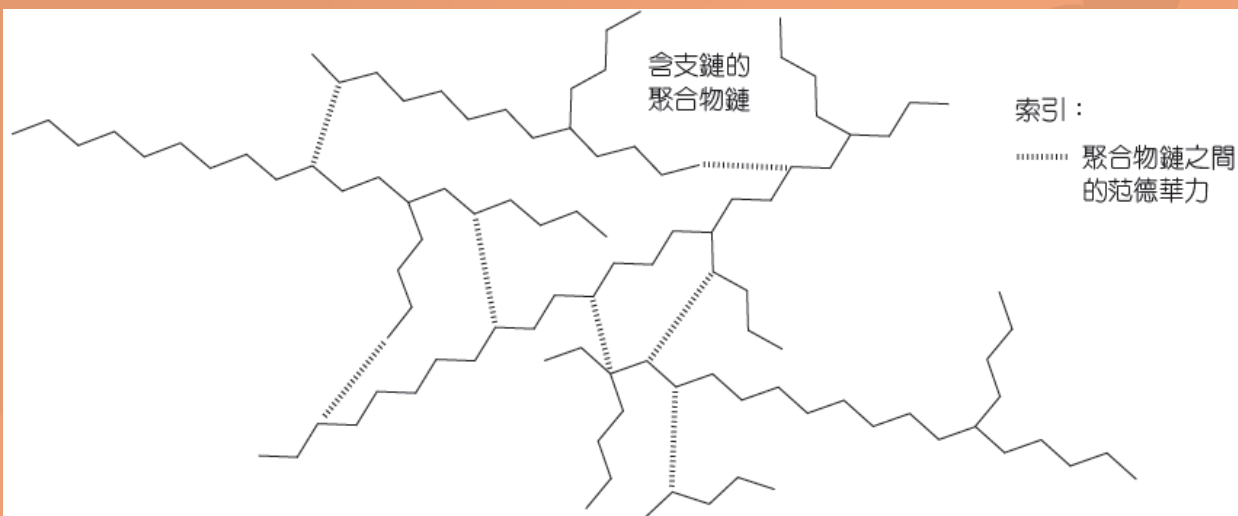 含支鏈的
聚合物鏈
索引：
聚合物鏈之間
的范德華力